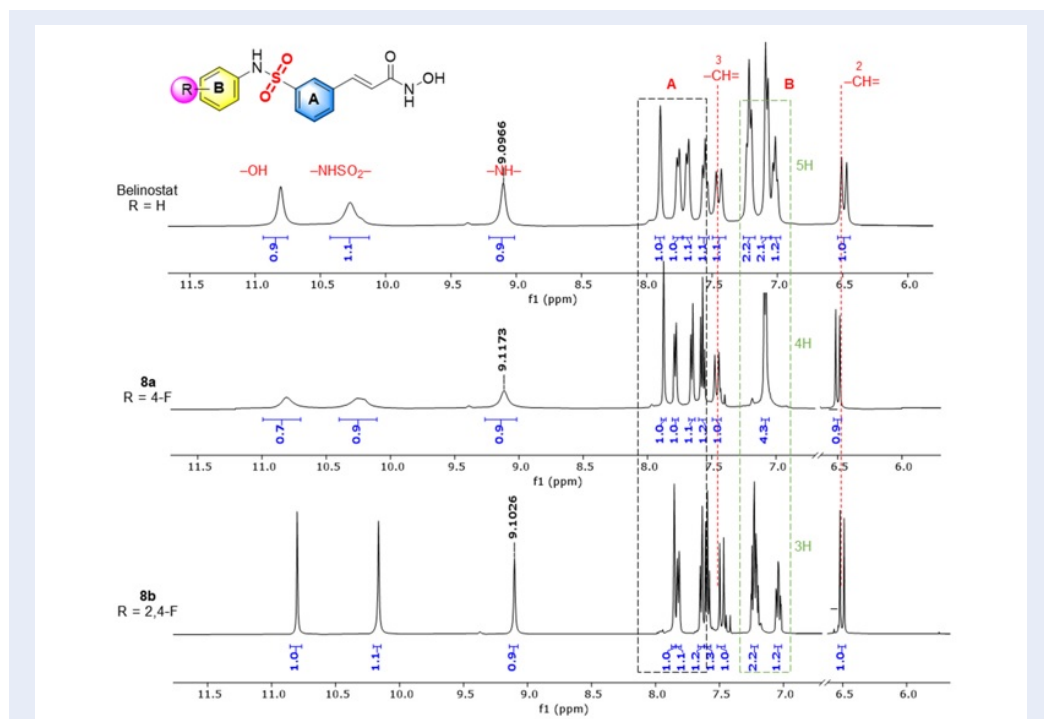 H
N
O
S
O
R
B
A
O
N
H
OH
A
3
–CH=
B
2
–CH=
–OH
–NHSO2–
–NH–
9.0966
5H
Belinostat
R = H
0.9
1.1
0.9
1.0
1.0
1.1
1.1
1.1
2.2
2.1
1.2
1.0
11.5 11.0 10.5 10.0 9.5 9.0 8.5 8.0 7.5 7.0 6.5 6.0
f1 (ppm)
9.1173
4H
8a
R = 4-F
0.7
0.9
0.9
1.0
1.0
1.1
1.2
1.0
4.3
0.9
11.5 11.0 10.5 10.0 9.5 9.0 8.5 8.0 7.5 7.0 6.5 6.0
f1 (ppm)
9.1026
3H
8b
R = 2,4-F
1.0
1.1
0.9
1.0
1.1
1.2
1.3
1.0
2.2
1.2
1.0
11.5 11.0 10.5 10.0 9.5 9.0 8.5 8.0 7.5 7.0 6.5 6.0
f1 (ppm)